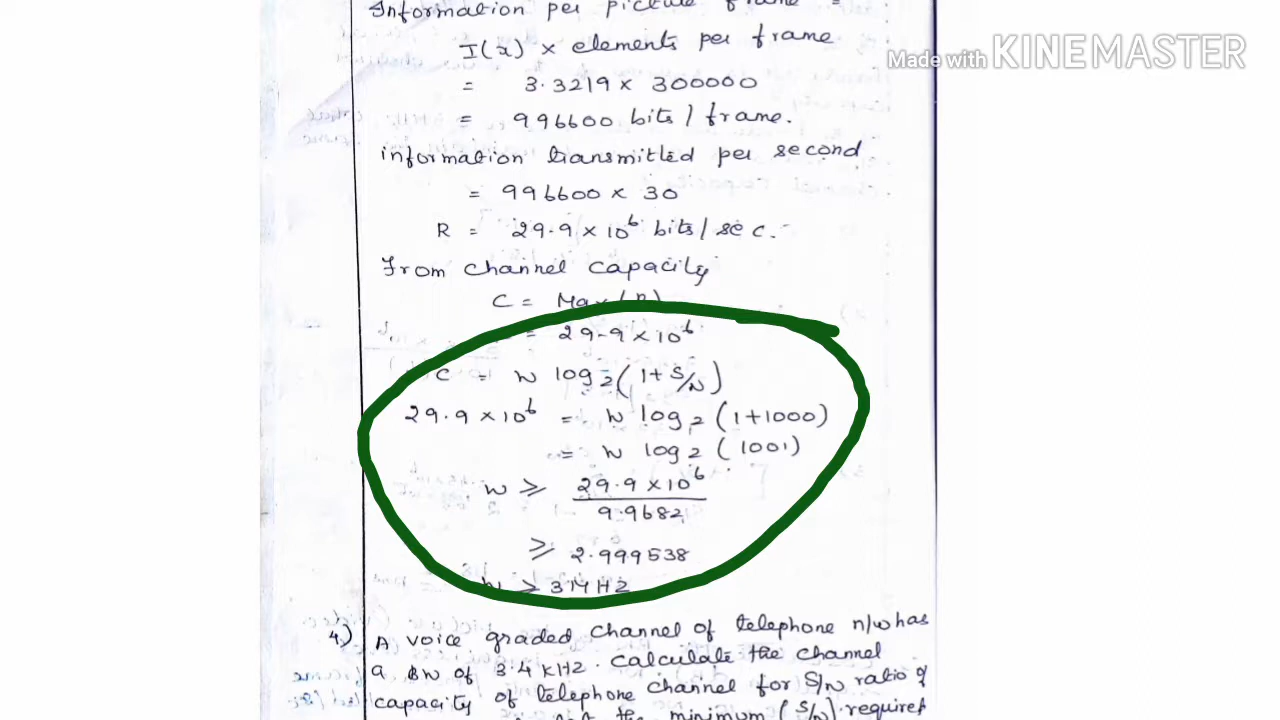 Information per picture frame =
I(x) × elements per frame
= 3.3219 × 300000
= 996600 bits / frame.
information transmitted per second
= 996600 × 30
R = 29.9 × 10⁶ bits / sec.
From channel capacity
C = Max (R)
= 29.9 × 10⁶
C = W log₂ (1 + S/N)
29.9 × 10⁶ = W log₂ (1+1000)
= W log₂ (1001)
W ≥ 29.9 × 10⁶
9.9682
≥ 2.999538
W ≥ 3MHz
4.) A voice graded channel of telephone n/w has
a BW of 3.4 kHz. Calculate the channel
capacity of telephone channel for S/N ratio of
the minimum (S/N) required
Made with KINEMASTER